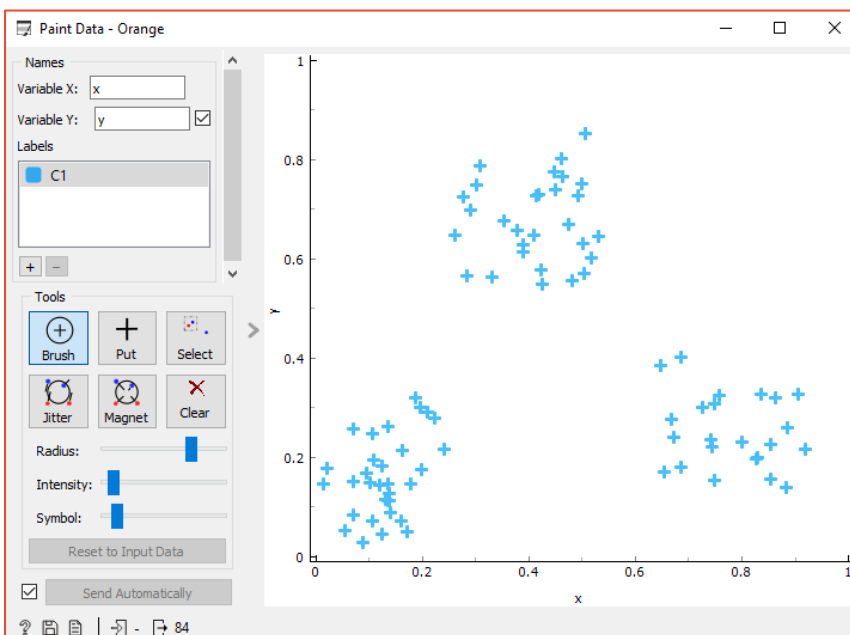 Paint Data - Orange
Names
Variable X: x
Variable Y: y
Labels
C1
+ −
Tools
Brush Put Select
Jitter Magnet Clear
Radius:
Intensity:
Symbol:
Reset to Input Data
Send Automatically
? - 84
1
0.8
0.6
0.4
0.2
0
y
0 0.2 0.4 0.6 0.8 1
x